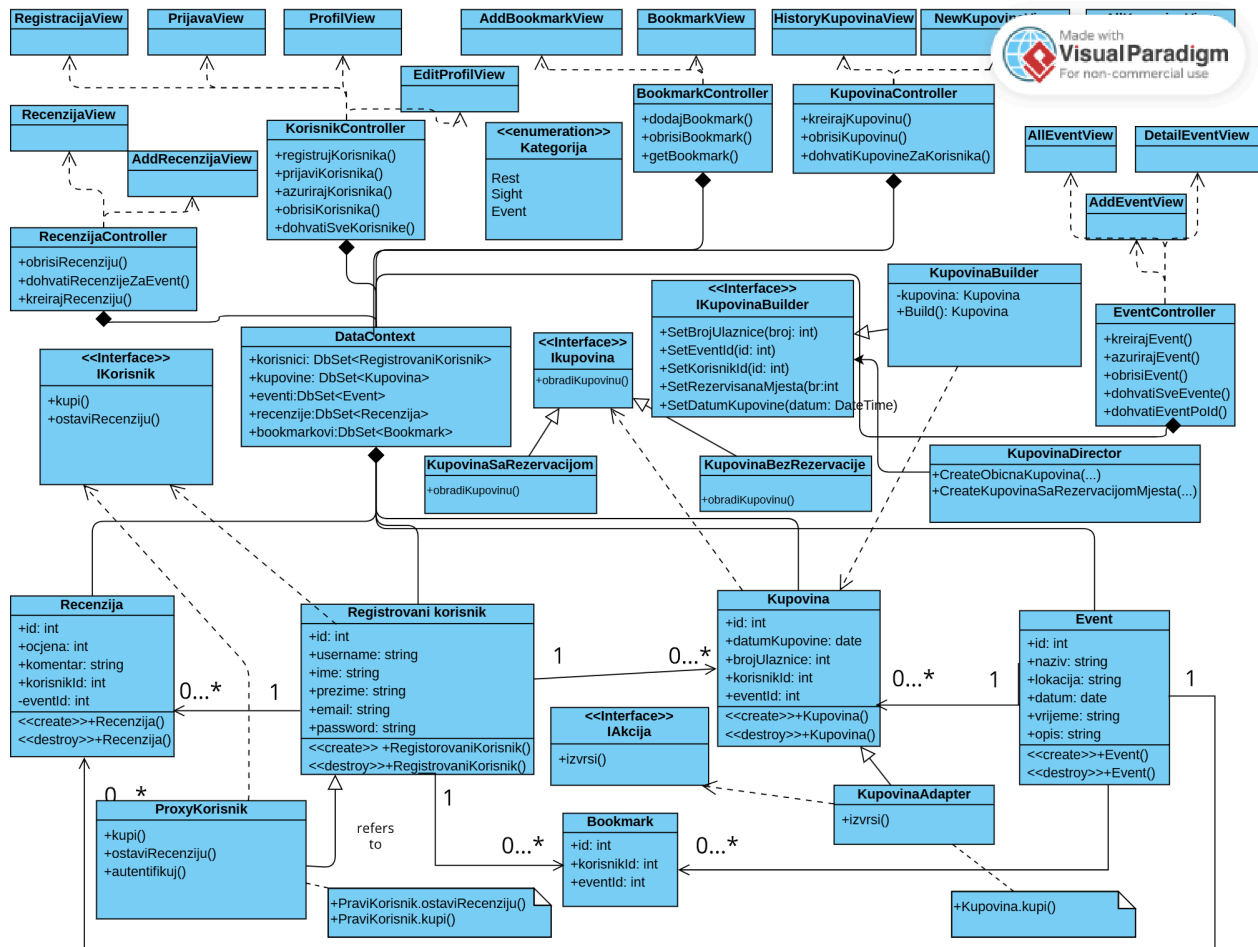 RegistracijaView
PrijavaView
ProfilView
AddBookmarkView
BookmarkView
HistoryKupovinaView
Made with
Visual Paradigm
For non-commercial use
EditProfilView
RecenzijaView
AddRecenzijaView
KorisnikController
+registrujKorisnika()
+prijaviKorisnika()
+azurirajKorisnika()
+obrisiKorisnika()
+dohvatiSveKorisnike()
<<enumeration>>
Kategorija
Rest
Sight
Event
BookmarkController
+dodajBookmark()
+obrisiBookmark()
+getBookmark()
KupovinaController
+kreirajKupovinu()
+obrisiKupovinu()
+dohvatiKupovineZaKorisnika()
AllEventView
DetailEventView
AddEventView
RecenzijaController
+obrisiRecenziju()
+dohvatiRecenzijeZaEvent()
+kreirajRecenziju()
DataContext
+korisnici: DbSet<RegistrovaniKorisnik>
+kupovine: DbSet<Kupovina>
+eventi:DbSet<Event>
+recenzije:DbSet<Recenzija>
+bookmarkovi:DbSet<Bookmark>
<<Interface>>
Ikupovina
+obradiKupovinu()
<<Interface>>
IKupovinaBuilder
+SetBrojUlaznice(broj: int)
+SetEventId(id: int)
+SetKorisnikId(id: int)
+SetRezervisanaMjesta(br:int
+SetDatumKupovine(datum: DateTime)
KupovinaBuilder
-kupovina: Kupovina
+Build(): Kupovina
EventController
+kreirajEvent()
+azurirajEvent()
+obrisiEvent()
+dohvatiSveEvente()
+dohvatiEventPoId()
<<Interface>>
IKorisnik
+kupi()
+ostaviRecenziju()
KupovinaSaRezervacijom
+obradiKupovinu()
KupovinaBezRezervacije
+obradiKupovinu()
KupovinaDirector
+CreateObicnaKupovina(...)
+CreateKupovinaSaRezervacijomMjesta(...)
Recenzija
+id: int
+ocjena: int
+komentar: string
+korisnikId: int
-eventId: int
<<create>>+Recenzija()
<<destroy>>+Recenzija()
0...*
1
Registrovani korisnik
+id: int
+username: string
+ime: string
+prezime: string
+email: string
+password: string
<<create>> +RegistorovaniKorisnik()
<<destroy>>+RegistrovaniKorisnik()
1
0...*
Kupovina
+id: int
+datumKupovine: date
+brojUlaznice: int
+korisnikId: int
+eventId: int
<<create>>+Kupovina()
<<destroy>>+Kupovina()
0...*
1
Event
+id: int
+naziv: string
+lokacija: string
+datum: date
+vrijeme: string
+opis: string
<<create>>+Event()
<<destroy>>+Event()
1
<<Interface>>
IAkcija
+izvrsi()
KupovinaAdapter
+izvrsi()
ProxyKorisnik
+kupi()
+ostaviRecenziju()
+autentifikuj()
refers
to
1
0...*
Bookmark
+id: int
+korisnikId: int
+eventId: int
0...*
+PraviKorisnik.ostaviRecenziju()
+PraviKorisnik.kupi()
+Kupovina.kupi()